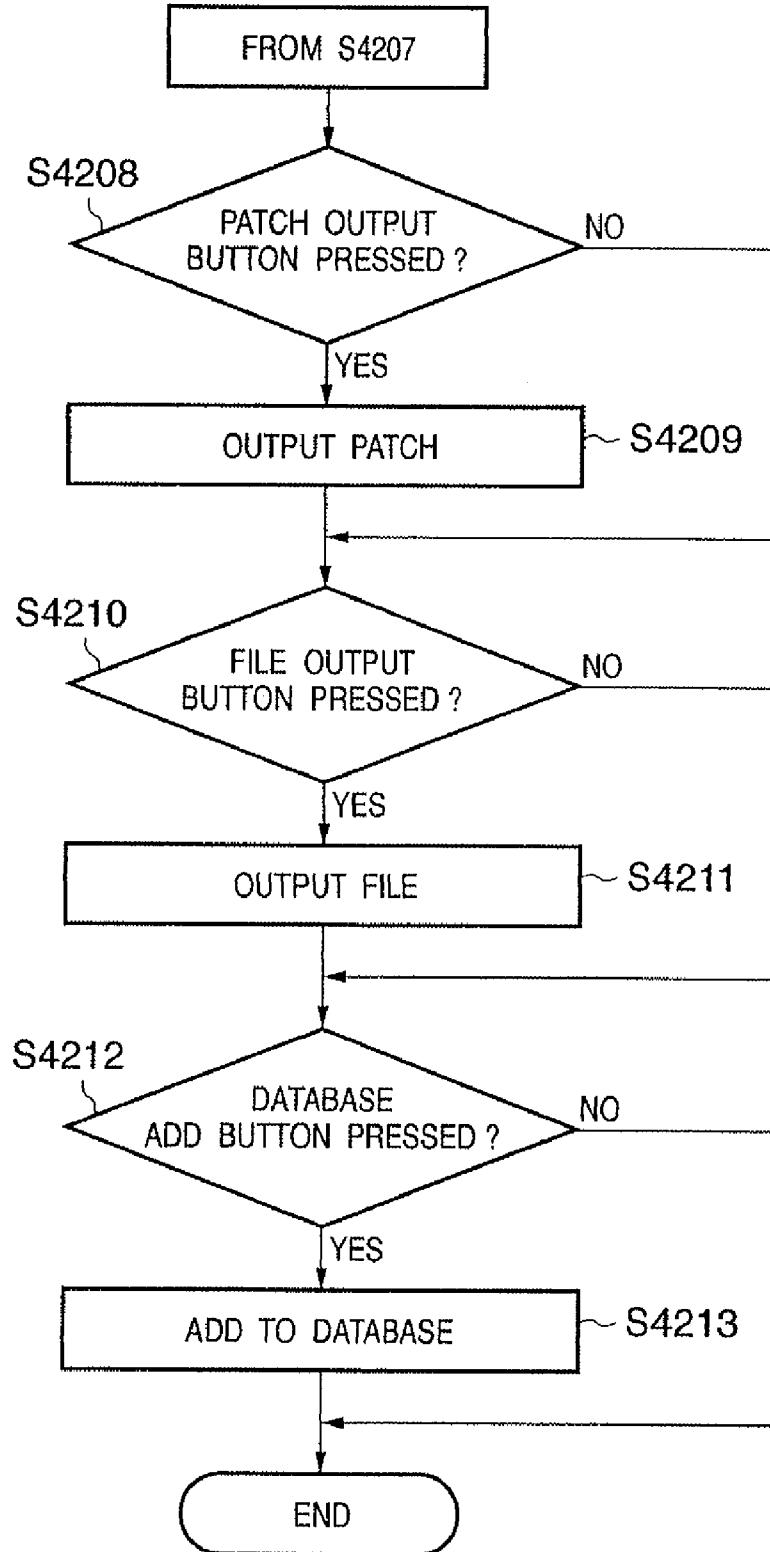 FROM S4207
S4208
PATCH OUTPUT
BUTTON PRESSED ?
NO
YES
OUTPUT PATCH
S4209
S4210
FILE OUTPUT
BUTTON PRESSED ?
NO
YES
OUTPUT FILE
S4211
S4212
DATABASE
ADD BUTTON PRESSED ?
NO
YES
ADD TO DATABASE
S4213
END